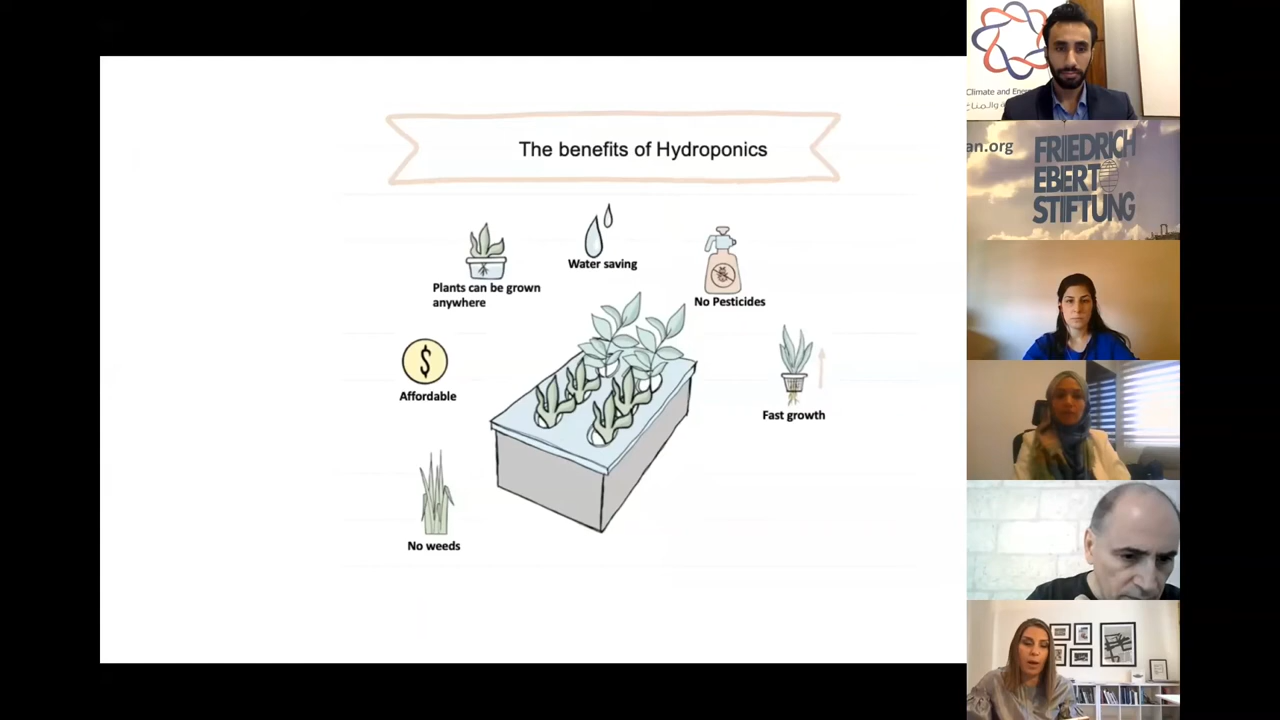 The benefits of Hydroponics
Water saving
Plants can be grown
anywhere
No Pesticides
Affordable
$
Fast growth
No weeds
Climate and
an.org
FRIEDRICH
EBERT
STIFTUNG